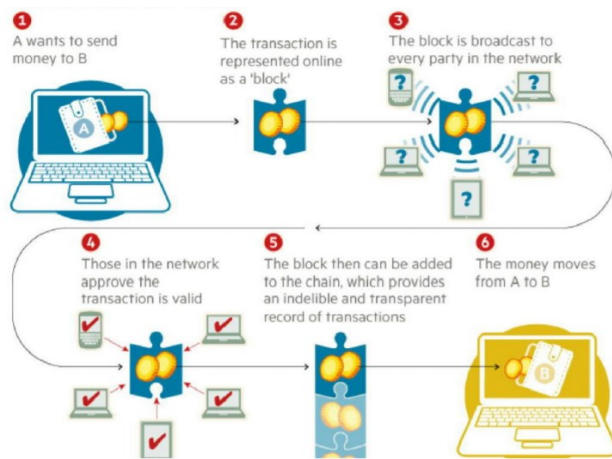 1
A wants to send
money to B
A
2
The transaction is
represented online
as a 'block'
3
The block is broadcast to
every party in the network
?
?
?
?
?
4
Those in the network
approve the
transaction is valid
5
The block then can be added
to the chain, which provides
an indelible and transparent
record of transactions
6
The money moves
from A to B
B